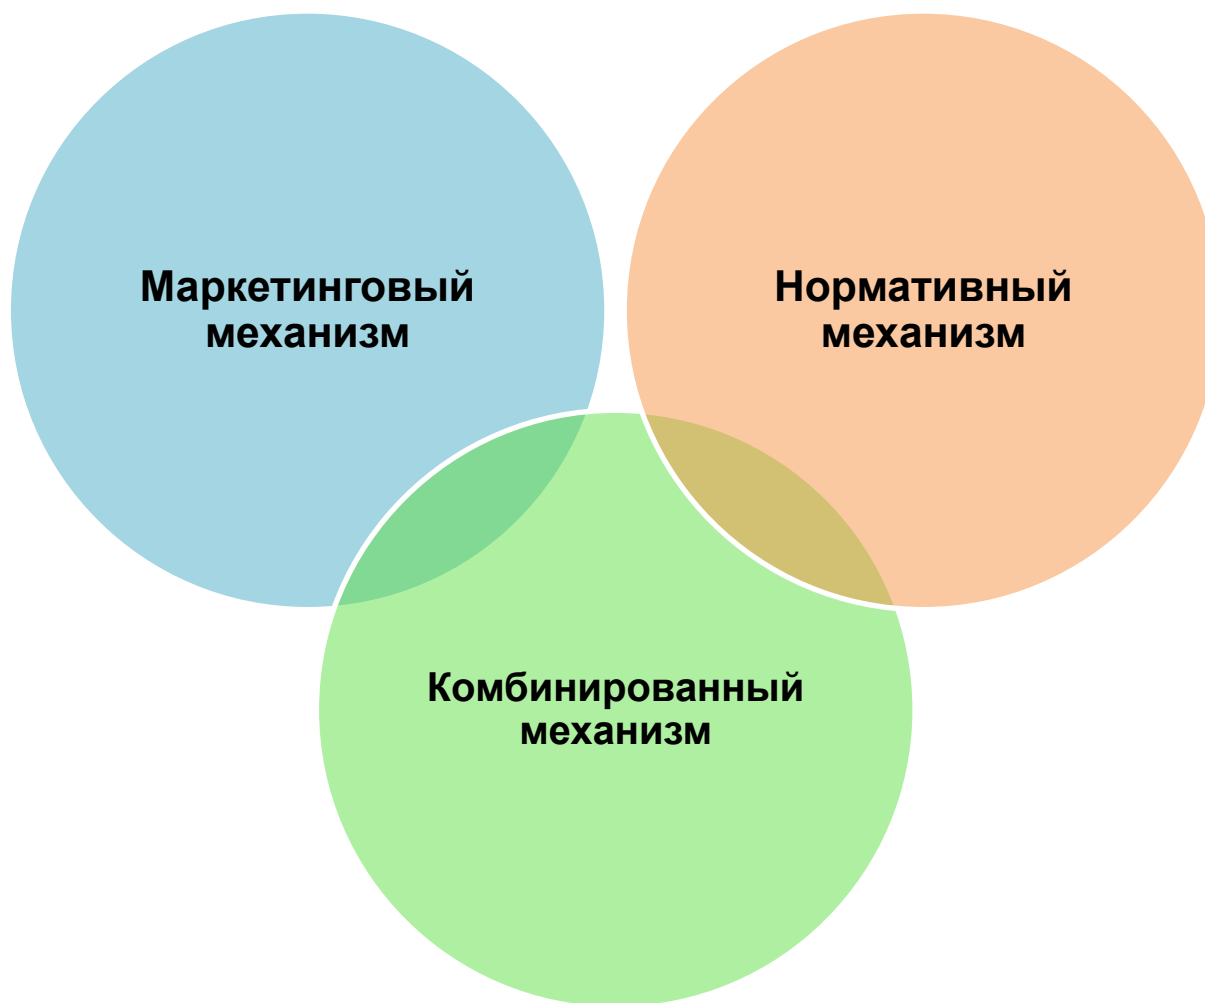 Маркетинговый
механизм
Нормативный
механизм
Комбинированный
механизм